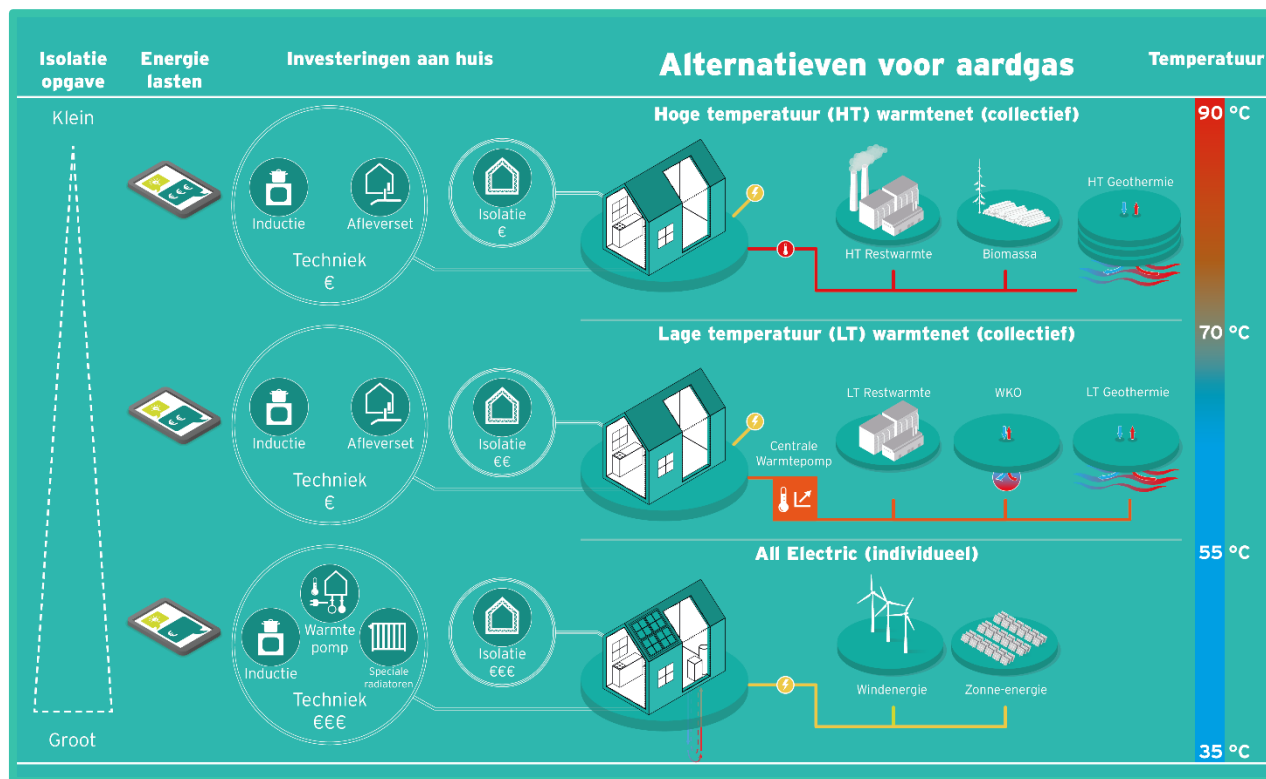 Isolatie
opgave
Energie
lasten
Investeringen aan huis
Alternatieven voor aardgas
Temperatuur
Klein
Groot
Hoge temperatuur (HT) warmtenet (collectief)
90 °C
Inductie
Afleverset
Techniek
€
Isolatie
€
HT Restwarmte
Biomassa
HT Geothermie
Lage temperatuur (LT) warmtenet (collectief)
70 °C
Inductie
Afleverset
Techniek
€
Isolatie
€€
Centrale
Warmtepomp
LT Restwarmte
WKO
LT Geothermie
All Electric (individueel)
55 °C
Warmte
pomp
Inductie
Speciale
radiatoren
Techniek
€€€
Isolatie
€€€
Windenergie
Zonne-energie
35 °C